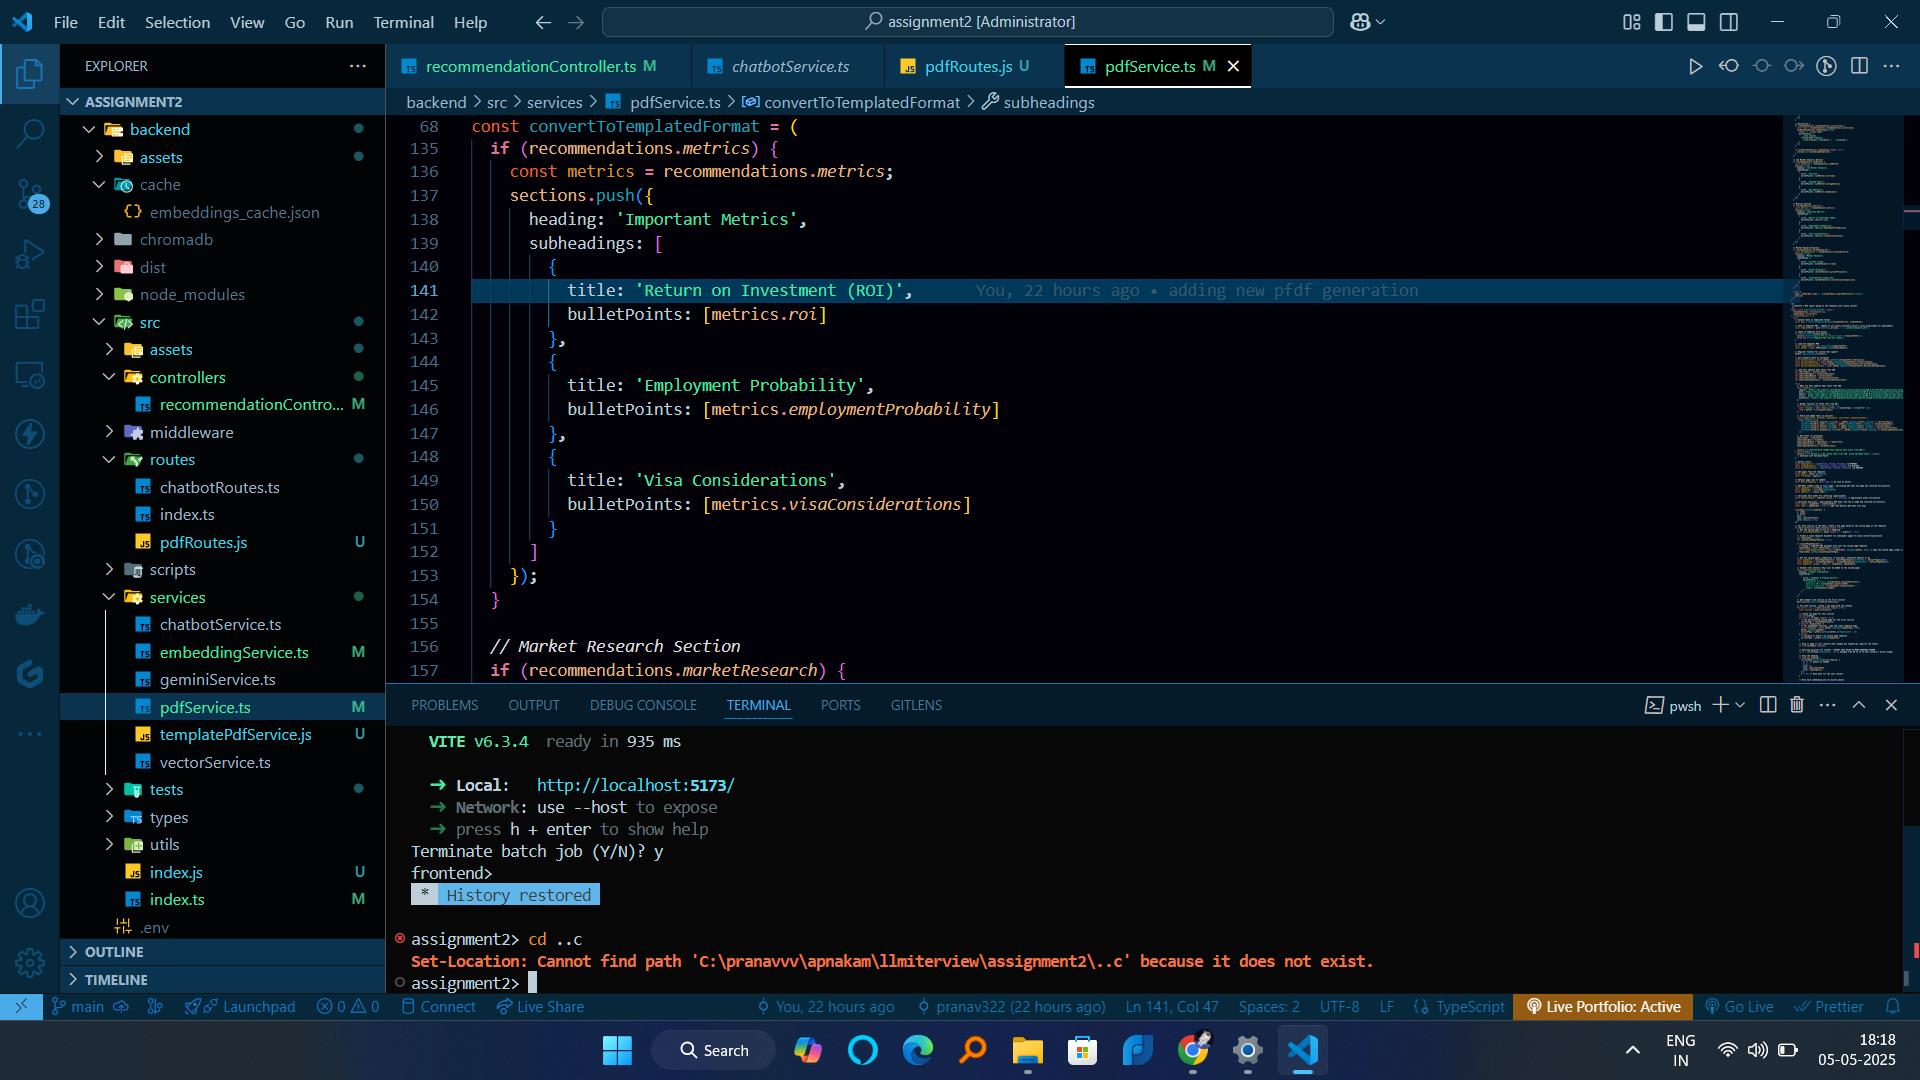 File Edit Selection View Go Run Terminal Help
assignment2 [Administrator]
EXPLORER
recommendationController.ts M
chatbotService.ts
pdfRoutes.js U
pdfService.ts M
backend > src > services > pdfService.ts > convertToTemplatedFormat > subheadings
ASSIGNMENT2
backend
assets
cache
embeddings_cache.json
chromadb
dist
node_modules
src
assets
controllers
recommendationContro... M
middleware
routes
chatbotRoutes.ts
index.ts
pdfRoutes.js U
scripts
services
chatbotService.ts
embeddingService.ts M
geminiService.ts
pdfService.ts M
templatePdfService.js U
vectorService.ts
tests
types
utils
index.js U
index.ts M
.env
OUTLINE
TIMELINE
28
68 const convertToTemplatedFormat = (
135 if (recommendations.metrics) {
136 const metrics = recommendations.metrics;
137 sections.push({
138 heading: 'Important Metrics',
139 subheadings: [
140 {
141 title: 'Return on Investment (ROI)', You, 22 hours ago • adding new pfdf generation
142 bulletPoints: [metrics.roi]
143 },
144 {
145 title: 'Employment Probability',
146 bulletPoints: [metrics.employmentProbability]
147 },
148 {
149 title: 'Visa Considerations',
150 bulletPoints: [metrics.visaConsiderations]
151 }
152 ]
153 });
154 }
155
156 // Market Research Section
157 if (recommendations.marketResearch) {
PROBLEMS OUTPUT DEBUG CONSOLE TERMINAL PORTS GITLENS
pwsh
VITE v6.3.4 ready in 935 ms
➜ Local: http://localhost:5173/
➜ Network: use --host to expose
➜ press h + enter to show help
Terminate batch job (Y/N)? y
frontend>
* History restored
assignment2> cd ..c
Set-Location: Cannot find path 'C:\pranavvv\apnakam\llmiterview\assignment2\..c' because it does not exist.
assignment2>
main Launchpad 0 0 Connect Live Share You, 22 hours ago pranav322 (22 hours ago) Ln 141, Col 47 Spaces: 2 UTF-8 LF {} TypeScript Live Portfolio: Active Go Live Prettier
Search
ENG
IN
18:18
05-05-2025